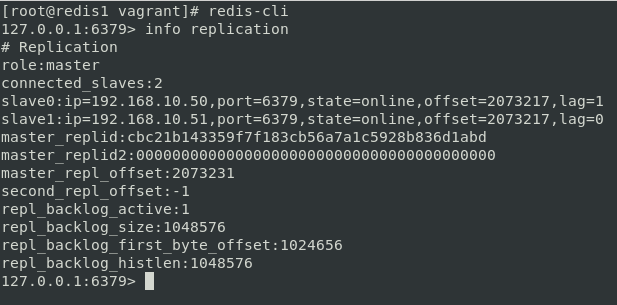 [root@redis1 vagrant]# redis-cli
127.0.0.1:6379> info replication
# Replication
role:master
connected_slaves:2
slave0:ip=192.168.10.50,port=6379,state=online,offset=2073217,lag=1
slave1:ip=192.168.10.51,port=6379,state=online,offset=2073217,lag=0
master_replid:cbc21b143359f7f183cb56a7a1c5928b836d1abd
master_replid2:0000000000000000000000000000000000000000
master_repl_offset:2073231
second_repl_offset:-1
repl_backlog_active:1
repl_backlog_size:1048576
repl_backlog_first_byte_offset:1024656
repl_backlog_histlen:1048576
127.0.0.1:6379>